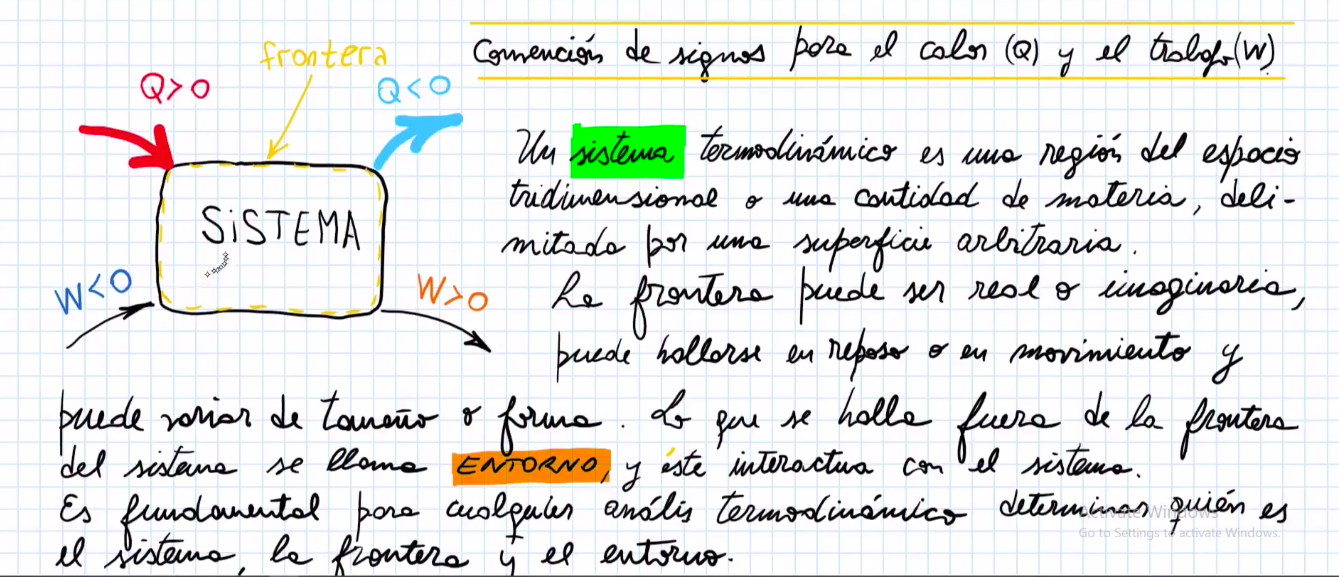 Convención de signos para el calor (Q) y el trabajo (W)
frontera
Q>0
Q<0
SiSTEMA
W<0
W>0
Un sistema termodinámico es una región del espacio
tridimensional o una cantidad de materia, deli-
mitada por una superficie arbitraria.
La frontera puede ser real o imaginaria,
puede hallarse en reposo o en movimiento y
puede variar de tamaño o forma. Lo que se halla fuera de la frontera
del sistema se llama ENTORNO, y éste interactua con el sistema.
Es fundamental para cualquier anális termodinámico determinar quién es
el sistema, la frontera y el entorno.
Activate Windows
Go to Settings to activate Windows.